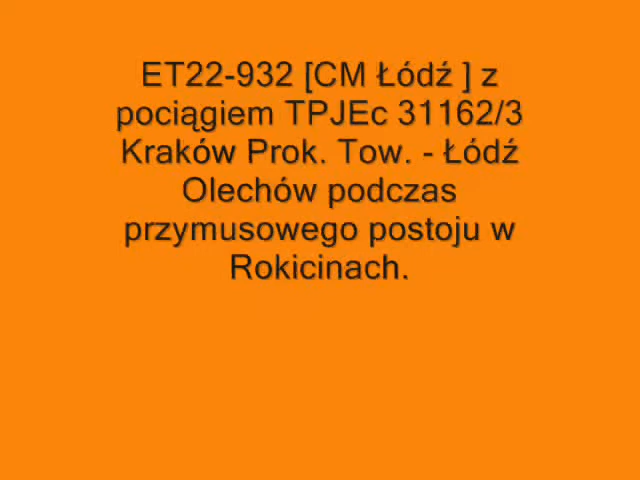 ET22-932 [CM Łódź ] z
pociągiem TPJEc 31162/3
Kraków Prok. Tow. - Łódź
Olechów podczas
przymusowego postoju w
Rokicinach.